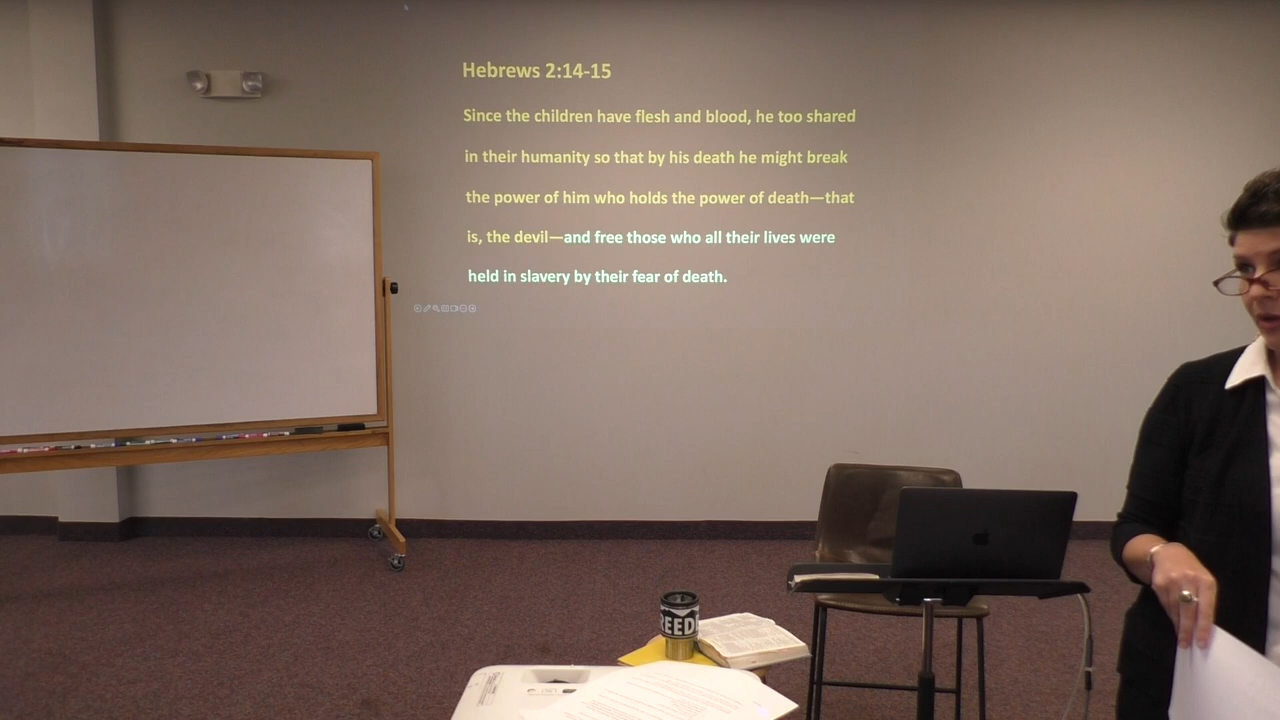 Hebrews 2:14-15
Since the children have flesh and blood, he too shared
in their humanity so that by his death he might break
the power of him who holds the power of death—that
is, the devil—and free those who all their lives were
held in slavery by their fear of death.